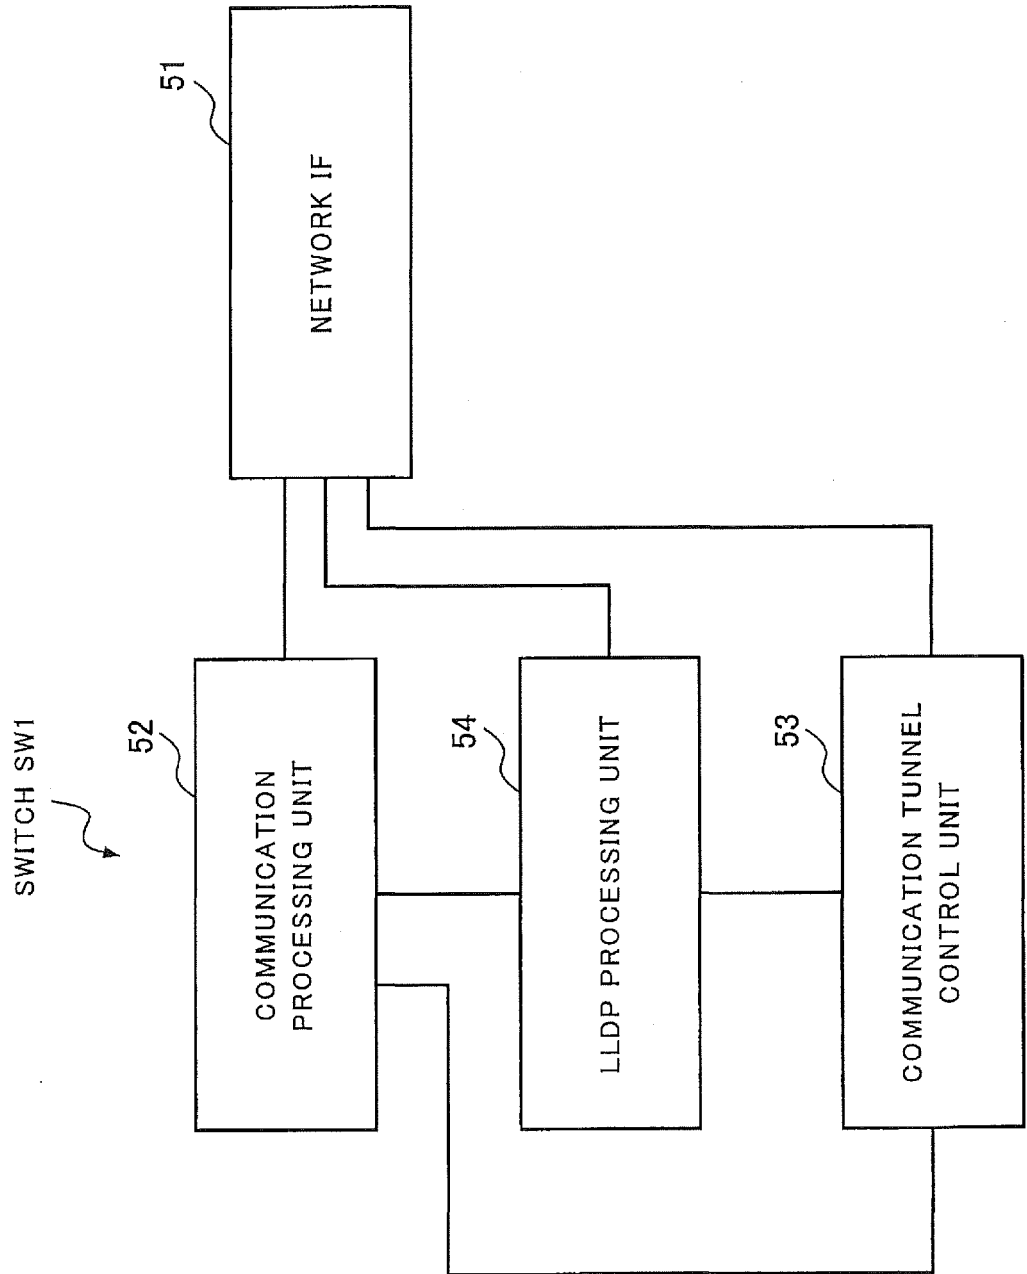 SWITCH SW1
52
COMMUNICATION
PROCESSING UNIT
51
NETWORK IF
54
LLDP PROCESSING UNIT
53
COMMUNICATION TUNNEL
CONTROL UNIT